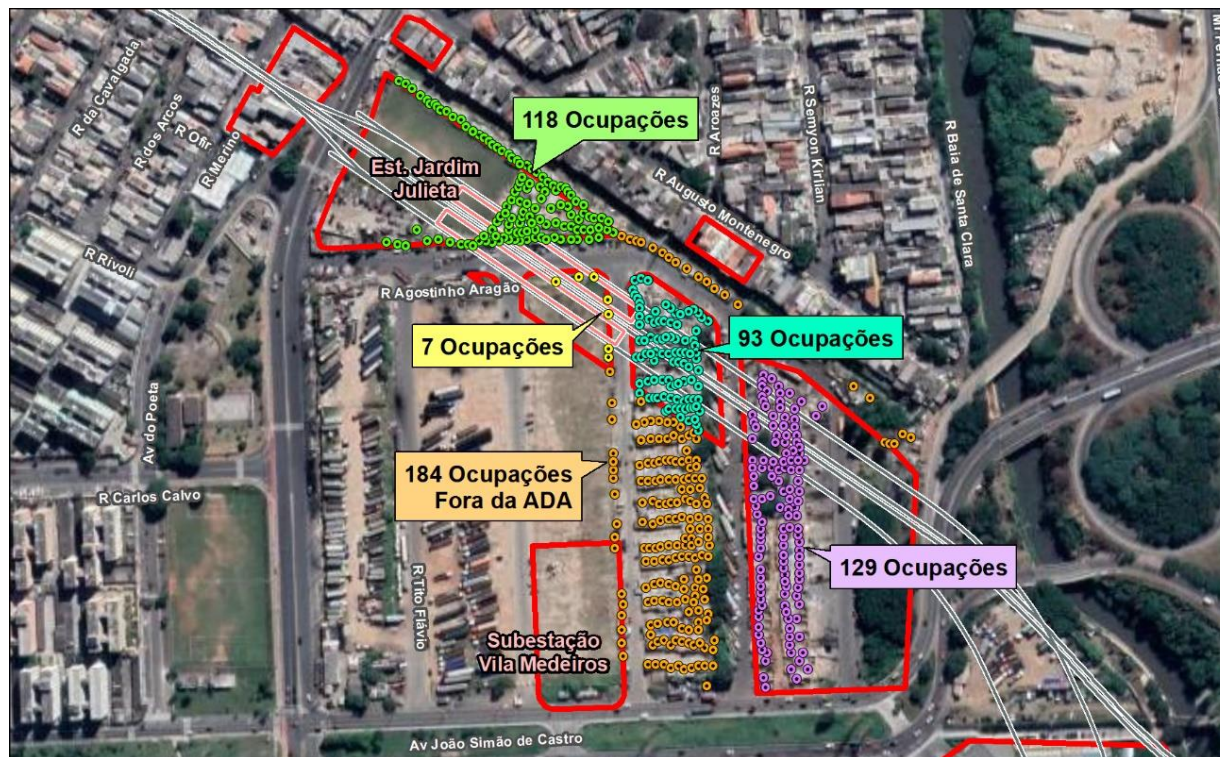 R da Cavalgada
R dos Arcos
R Ofir
R Merino
118 Ocupações
Est. Jardim
Julieta
R Aroazes
R Semyon Kirlian
R Baia de Santa Clara
R Augusto Montenegro
R Rivoli
R Agostinho Aragão
7 Ocupações
93 Ocupações
Av do Poeta
184 Ocupações
Fora da ADA
R Carlos Calvo
129 Ocupações
R Tito Flávio
Subestação
Vila Medeiros
Av João Simão de Castro